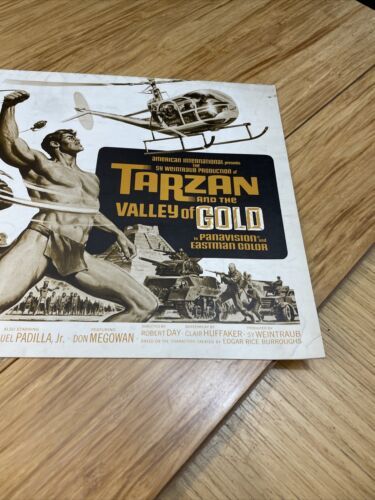 AMERICAN INTERNATIONAL presents
THE
SY WEINTRAUB PRODUCTION OF
TARZAN
AND THE
VALLEY of GOLD
in PANAVISION and
EASTMAN COLOR
ALSO STARRING
UEL PADILLA, Jr.
FEATURING
DON MEGOWAN
DIRECTED BY
ROBERT DAY
SCREENPLAY BY
CLAIR HUFFAKER
PRODUCED BY
SY WEINTRAUB
BASED ON THE CHARACTERS CREATED BY EDGAR RICE BURROUGHS